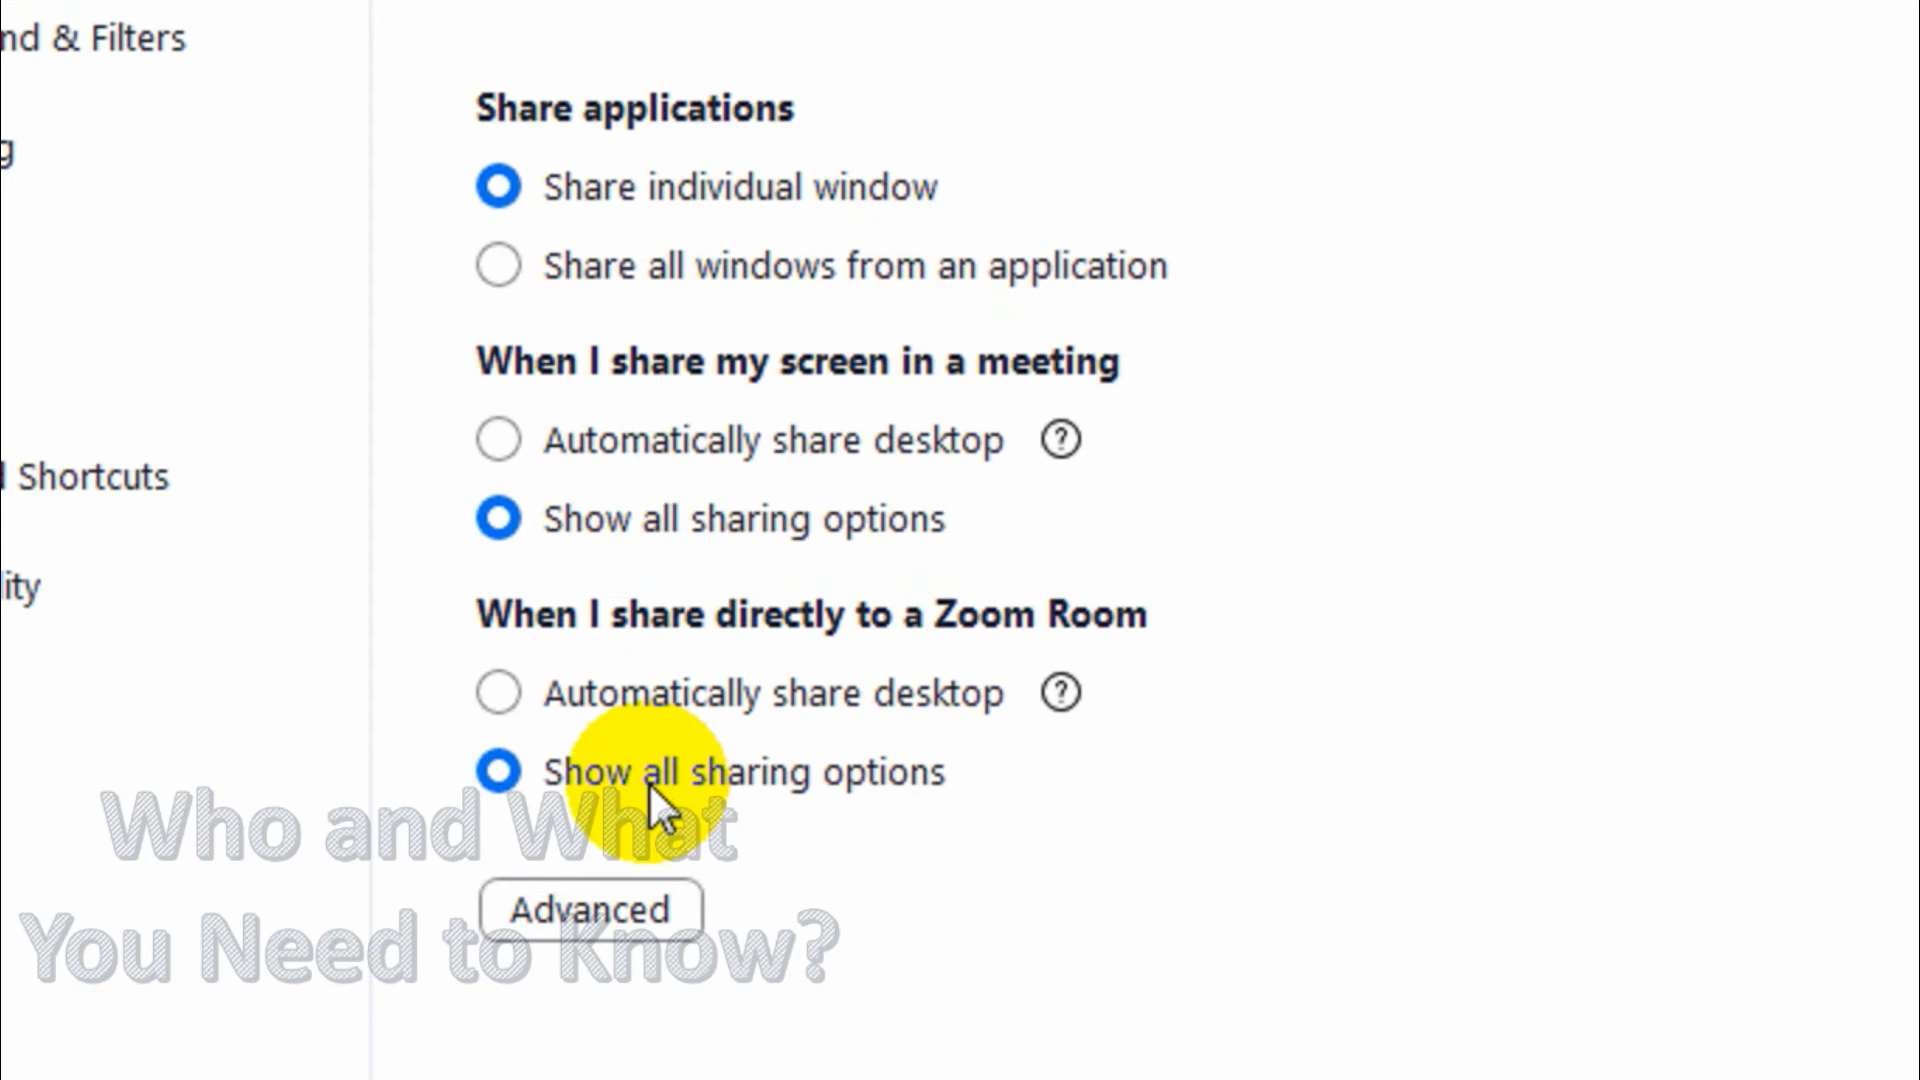 nd & Filters
g
Shortcuts
ity
Share applications
Share individual window
Share all windows from an application
When I share my screen in a meeting
Automatically share desktop ?
Show all sharing options
When I share directly to a Zoom Room
Automatically share desktop ?
Show all sharing options
Advanced
Who and What
You Need to Know?